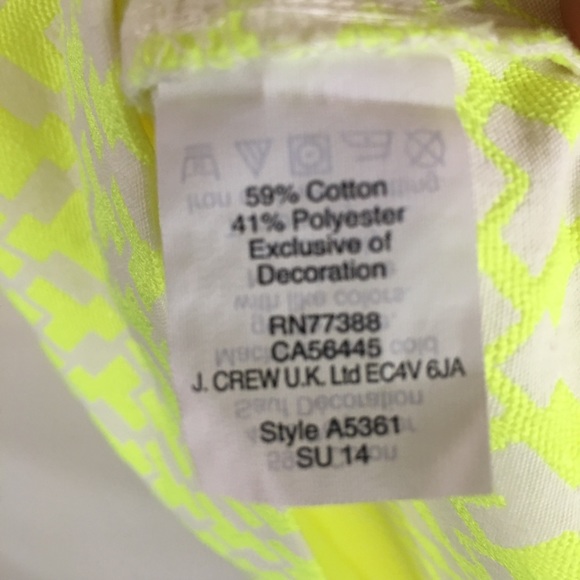 59% Cotton
41% Polyester
Exclusive of
Decoration
RN77388
CA56445
J. CREW U.K. Ltd EC4V 6JA
Style A5361
SU 14